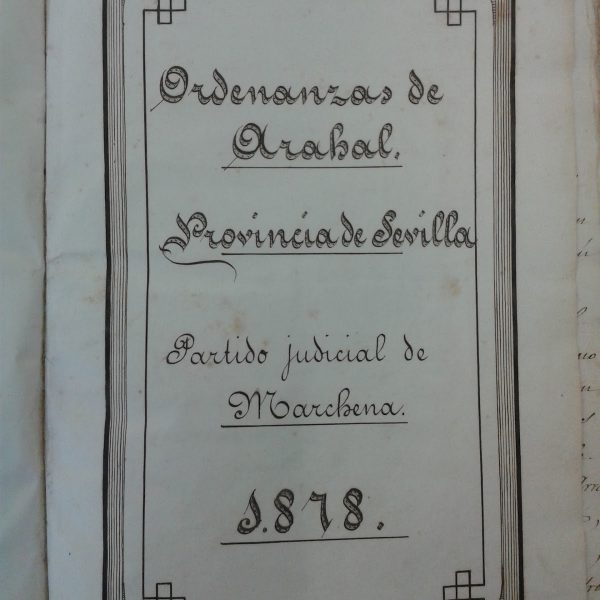 Ordenanzas de
Arahal.
Provincia de Sevilla
Partido judicial de
Marchena.
1.878.